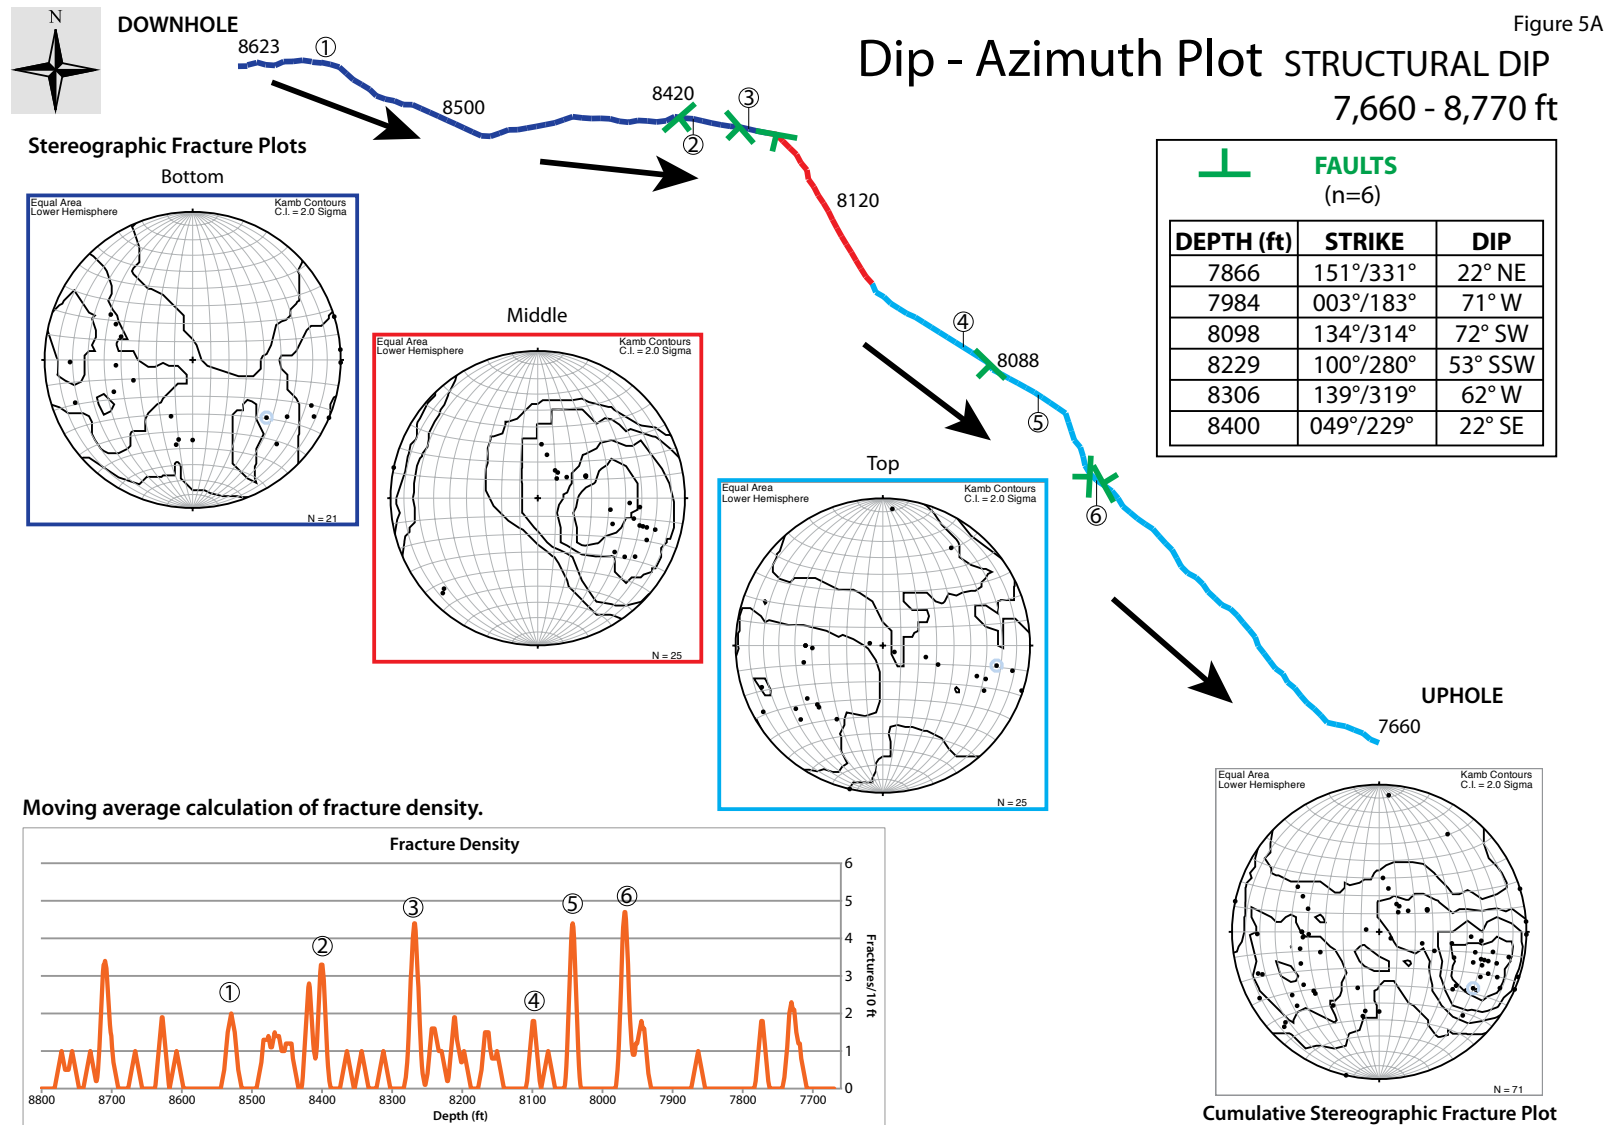 N
DOWNHOLE
Figure 5A
Dip - Azimuth Plot STRUCTURAL DIP
7,660 - 8,770 ft
8623
①
8500
8420
②
③
8120
④
8088
⑤
⑥
UPHOLE
7660
FAULTS
(n=6)
DEPTH (ft) STRIKE DIP
7866 151°/331° 22° NE
7984 003°/183° 71° W
8098 134°/314° 72° SW
8229 100°/280° 53° SSW
8306 139°/319° 62° W
8400 049°/229° 22° SE
Stereographic Fracture Plots
Bottom
Equal Area
Lower Hemisphere
Kamb Contours
C.I. = 2.0 Sigma
N = 21
Middle
Equal Area
Lower Hemisphere
Kamb Contours
C.I. = 2.0 Sigma
N = 25
Top
Equal Area
Lower Hemisphere
Kamb Contours
C.I. = 2.0 Sigma
N = 25
Equal Area
Lower Hemisphere
Kamb Contours
C.I. = 2.0 Sigma
N = 71
Cumulative Stereographic Fracture Plot
Moving average calculation of fracture density.
Fracture Density
① ② ③ ④ ⑤ ⑥
6
5
4
3
2
1
0
Fractures/10 ft
8800 8700 8600 8500 8400 8300 8200 8100 8000 7900 7800 7700
Depth (ft)